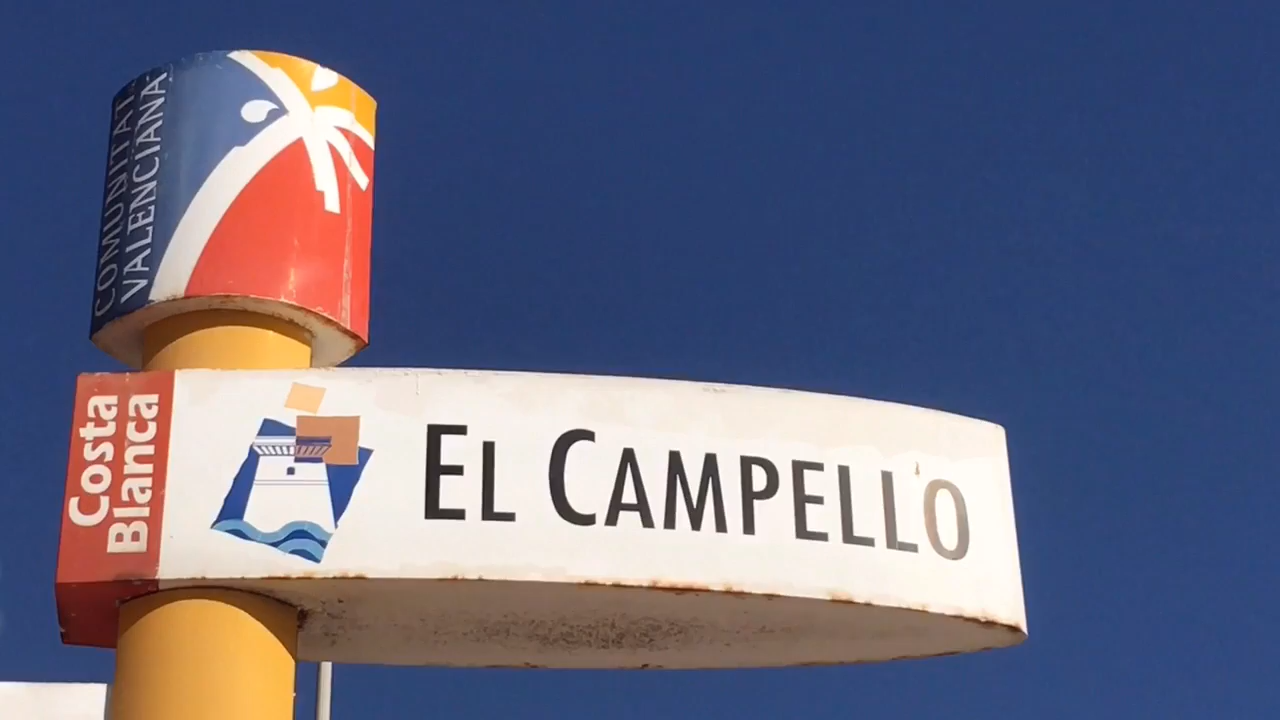 COMUNITAT
VALENCIANA
Costa
Blanca
EL CAMPELLO